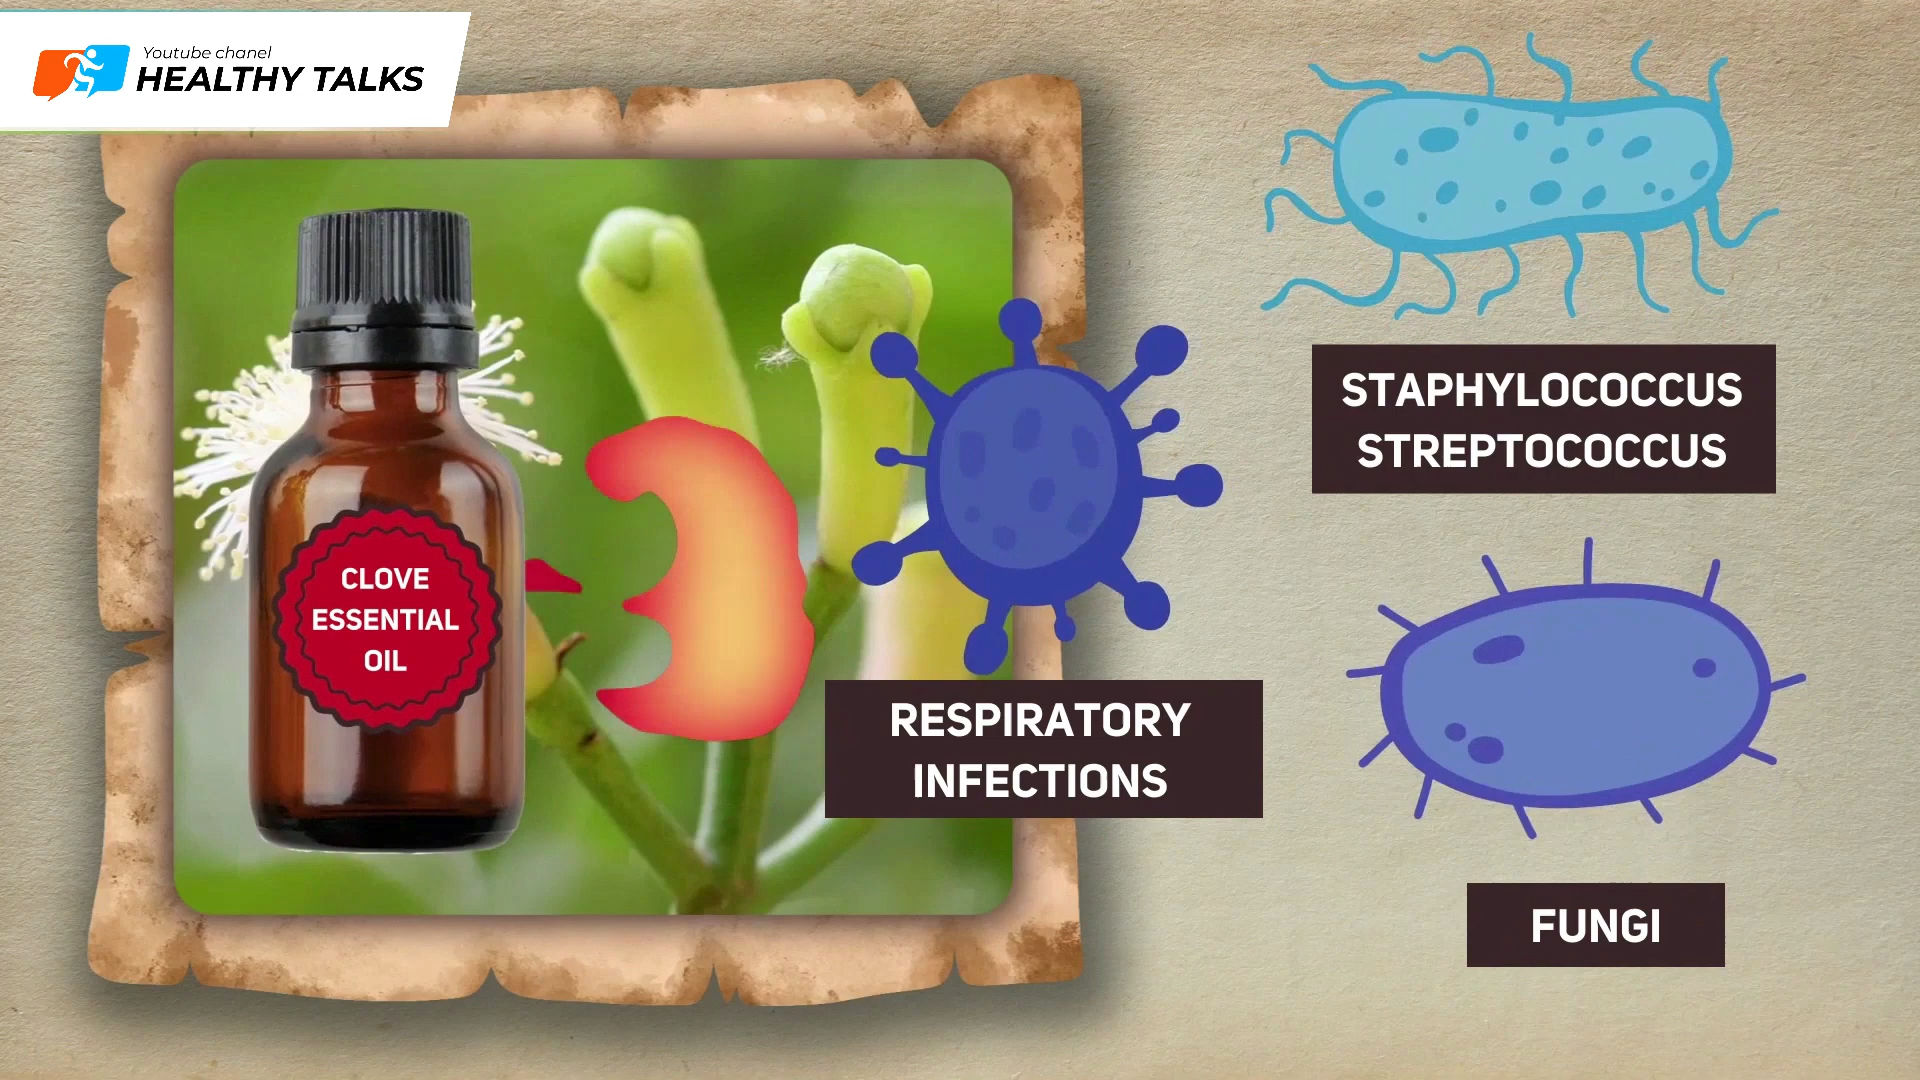 Youtube chanel
HEALTHY TALKS
CLOVE
ESSENTIAL
OIL
RESPIRATORY
INFECTIONS
STAPHYLOCOCCUS
STREPTOCOCCUS
FUNGI